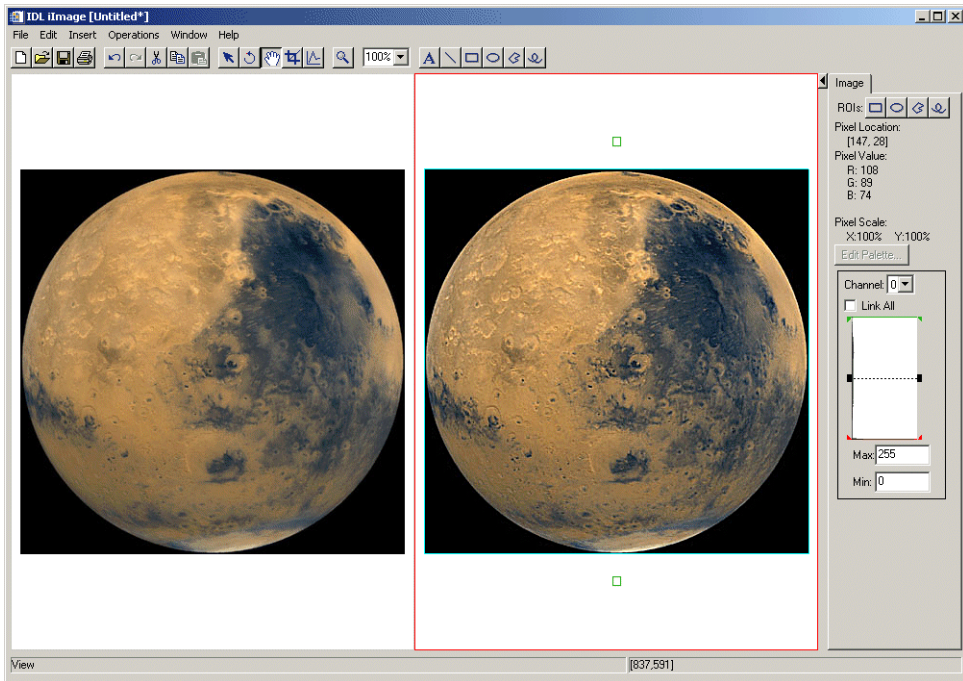 IDL iImage [Untitled*]
File Edit Insert Operations Window Help
100%
A
Image
ROIs:
Pixel Location:
[147, 28]
Pixel Value:
R: 108
G: 89
B: 74
Pixel Scale:
X:100% Y:100%
Edit Palette...
Channel: 0
Link All
Max: 255
Min: 0
View [837,591]